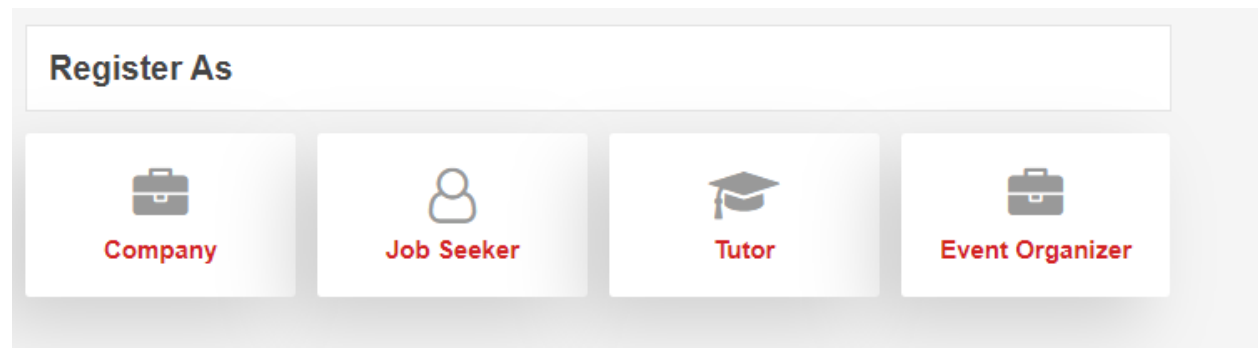 Register As
Company
Job Seeker
Tutor
Event Organizer